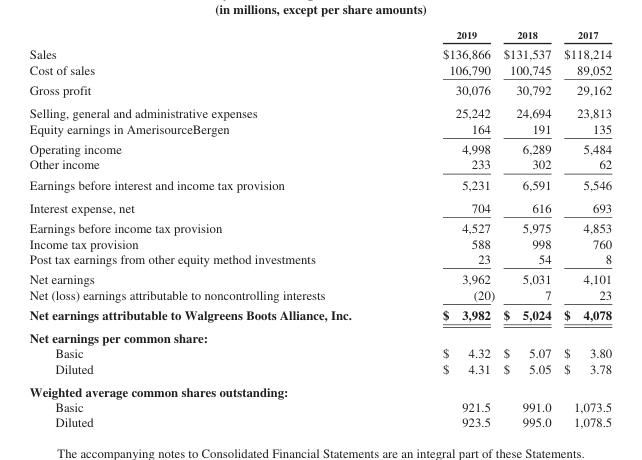 (in millions, except per share amounts)
2019 2018 2017
Sales $136,866 $131,537 $118,214
Cost of sales 106,790 100,745 89,052
Gross profit 30,076 30,792 29,162
Selling, general and administrative expenses 25,242 24,694 23,813
Equity earnings in AmerisourceBergen 164 191 135
Operating income 4,998 6,289 5,484
Other income 233 302 62
Earnings before interest and income tax provision 5,231 6,591 5,546
Interest expense, net 704 616 693
Earnings before income tax provision 4,527 5,975 4,853
Income tax provision 588 998 760
Post tax earnings from other equity method investments 23 54 8
Net earnings 3,962 5,031 4,101
Net (loss) earnings attributable to noncontrolling interests (20) 7 23
Net earnings attributable to Walgreens Boots Alliance, Inc. $ 3,982 $ 5,024 $ 4,078
Net earnings per common share:
Basic $ 4.32 $ 5.07 $ 3.80
Diluted $ 4.31 $ 5.05 $ 3.78
Weighted average common shares outstanding:
Basic 921.5 991.0 1,073.5
Diluted 923.5 995.0 1,078.5
The accompanying notes to Consolidated Financial Statements are an integral part of these Statements.